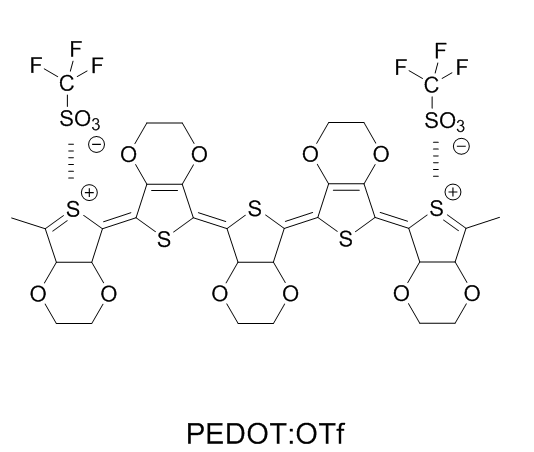 F F F F F F
C C
SO3 ⊖ SO3 ⊖
O O O O
S ⊕ S S ⊕
S S
O O O O O O
PEDOT:OTf